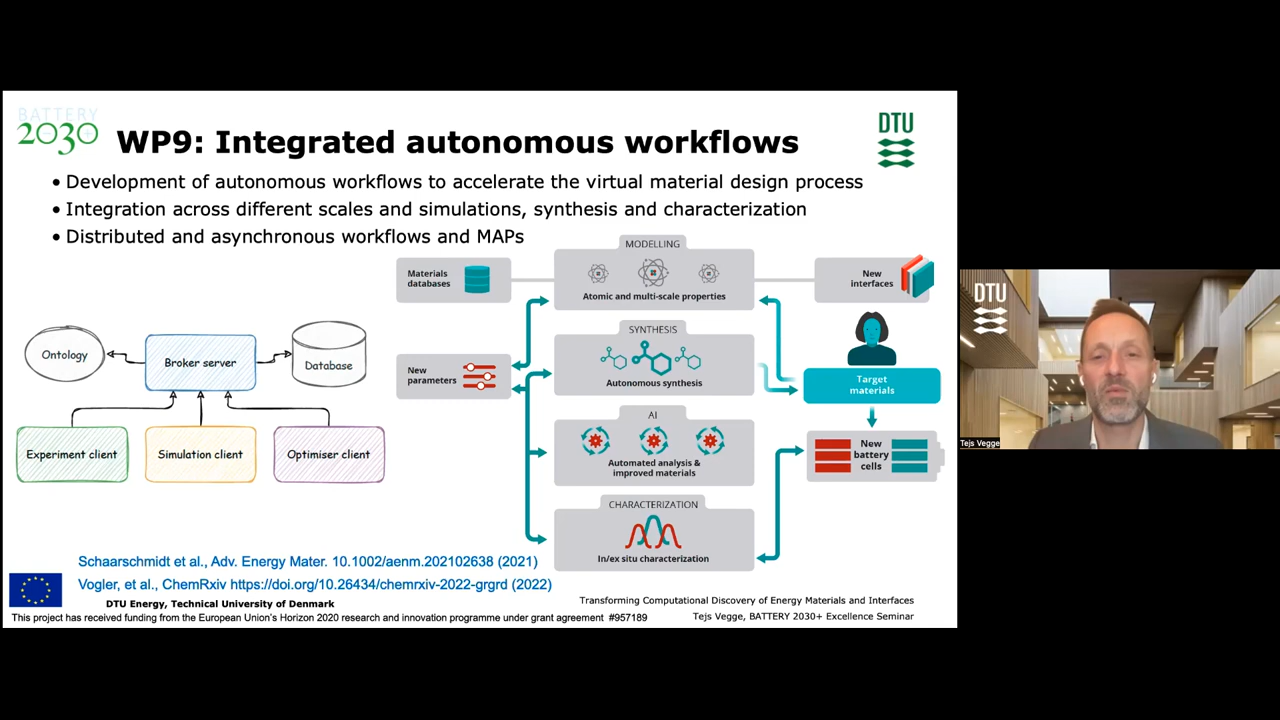 BATTERY
2030+
WP9: Integrated autonomous workflows
DTU
• Development of autonomous workflows to accelerate the virtual material design process
• Integration across different scales and simulations, synthesis and characterization
• Distributed and asynchronous workflows and MAPs
Ontology
Broker server
Database
Experiment client
Simulation client
Optimiser client
Materials
databases
MODELLING
Atomic and multi-scale properties
New
interfaces
New
parameters
SYNTHESIS
Autonomous synthesis
Target
materials
AI
Automated analysis &
improved materials
New
battery
cells
CHARACTERIZATION
In/ex situ characterization
Schaarschmidt et al., Adv. Energy Mater. 10.1002/aenm.202102638 (2021)
Vogler, et al., ChemRxiv https://doi.org/10.26434/chemrxiv-2022-grgrd (2022)
DTU Energy, Technical University of Denmark
This project has received funding from the European Union's Horizon 2020 research and innovation programme under grant agreement #957189
Transforming Computational Discovery of Energy Materials and Interfaces
Tejs Vegge, BATTERY 2030+ Excellence Seminar
DTU
Tejs Vegge